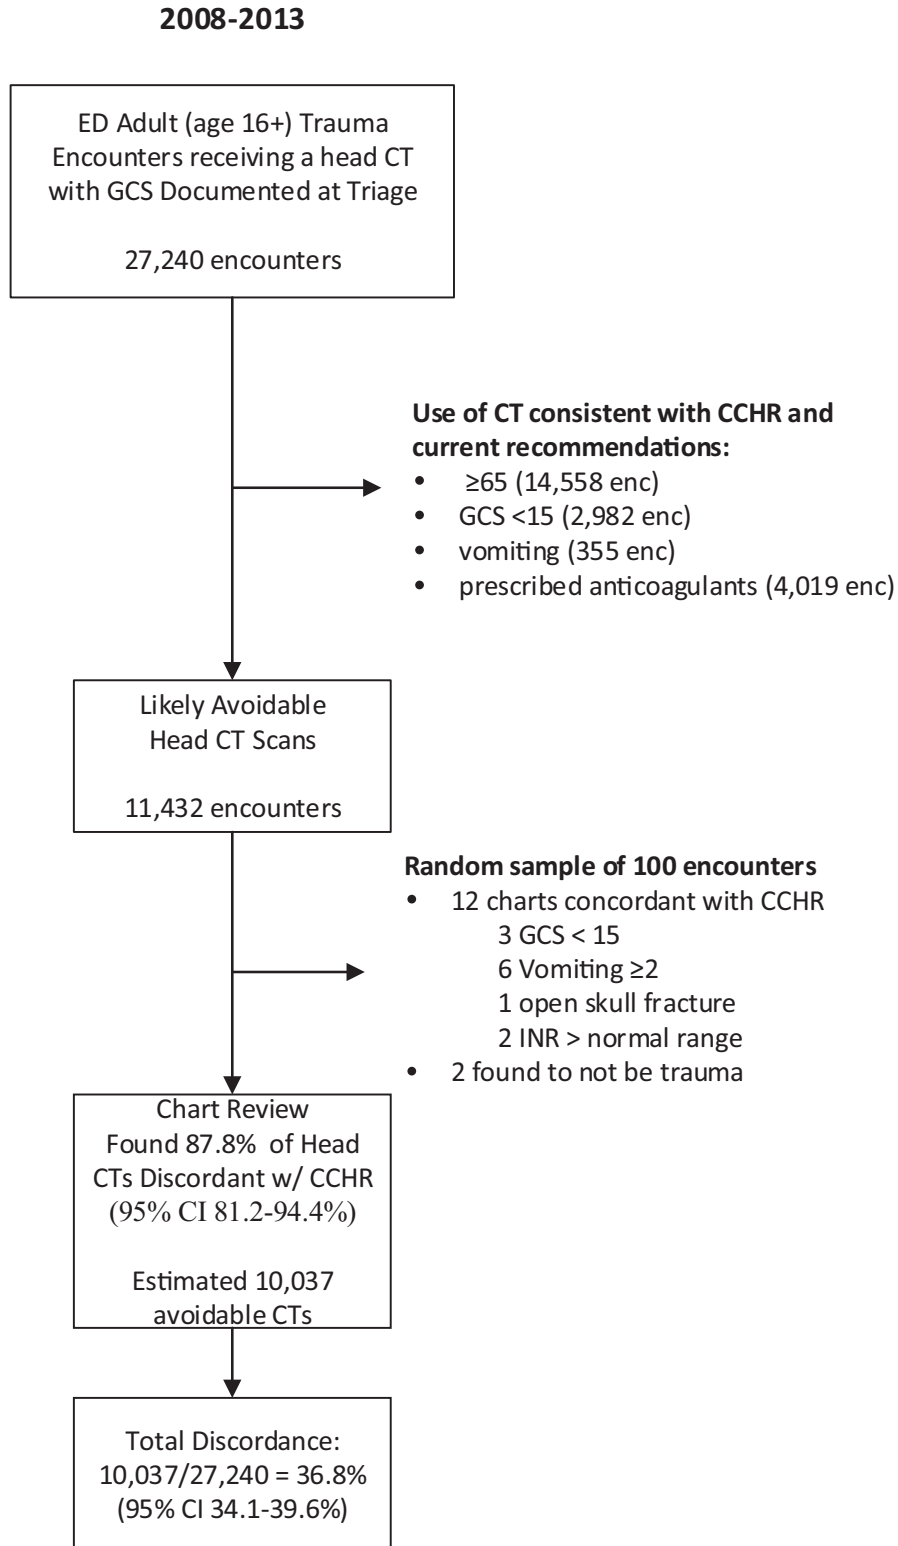 2008-2013
ED Adult (age 16+) Trauma
Encounters receiving a head CT
with GCS Documented at Triage
27,240 encounters
Use of CT consistent with CCHR and
current recommendations:
• ≥65 (14,558 enc)
• GCS <15 (2,982 enc)
• vomiting (355 enc)
• prescribed anticoagulants (4,019 enc)
Likely Avoidable
Head CT Scans
11,432 encounters
Random sample of 100 encounters
• 12 charts concordant with CCHR
3 GCS < 15
6 Vomiting ≥2
1 open skull fracture
2 INR > normal range
• 2 found to not be trauma
Chart Review
Found 87.8% of Head
CTs Discordant w/ CCHR
(95% CI 81.2-94.4%)
Estimated 10,037
avoidable CTs
Total Discordance:
10,037/27,240 = 36.8%
(95% CI 34.1-39.6%)